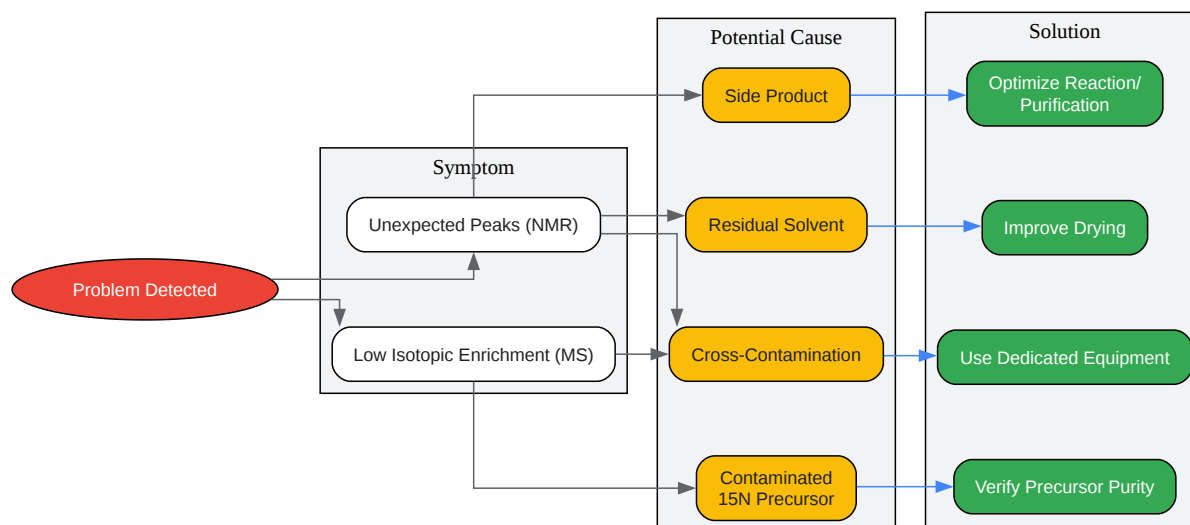 Potential Cause
Solution
Side Product
Optimize Reaction/
Purification
Symptom
Unexpected Peaks (NMR)
Residual Solvent
Improve Drying
Problem Detected
Low Isotopic Enrichment (MS)
Cross-Contamination
Use Dedicated Equipment
Contaminated
15N Precursor
Verify Precursor Purity